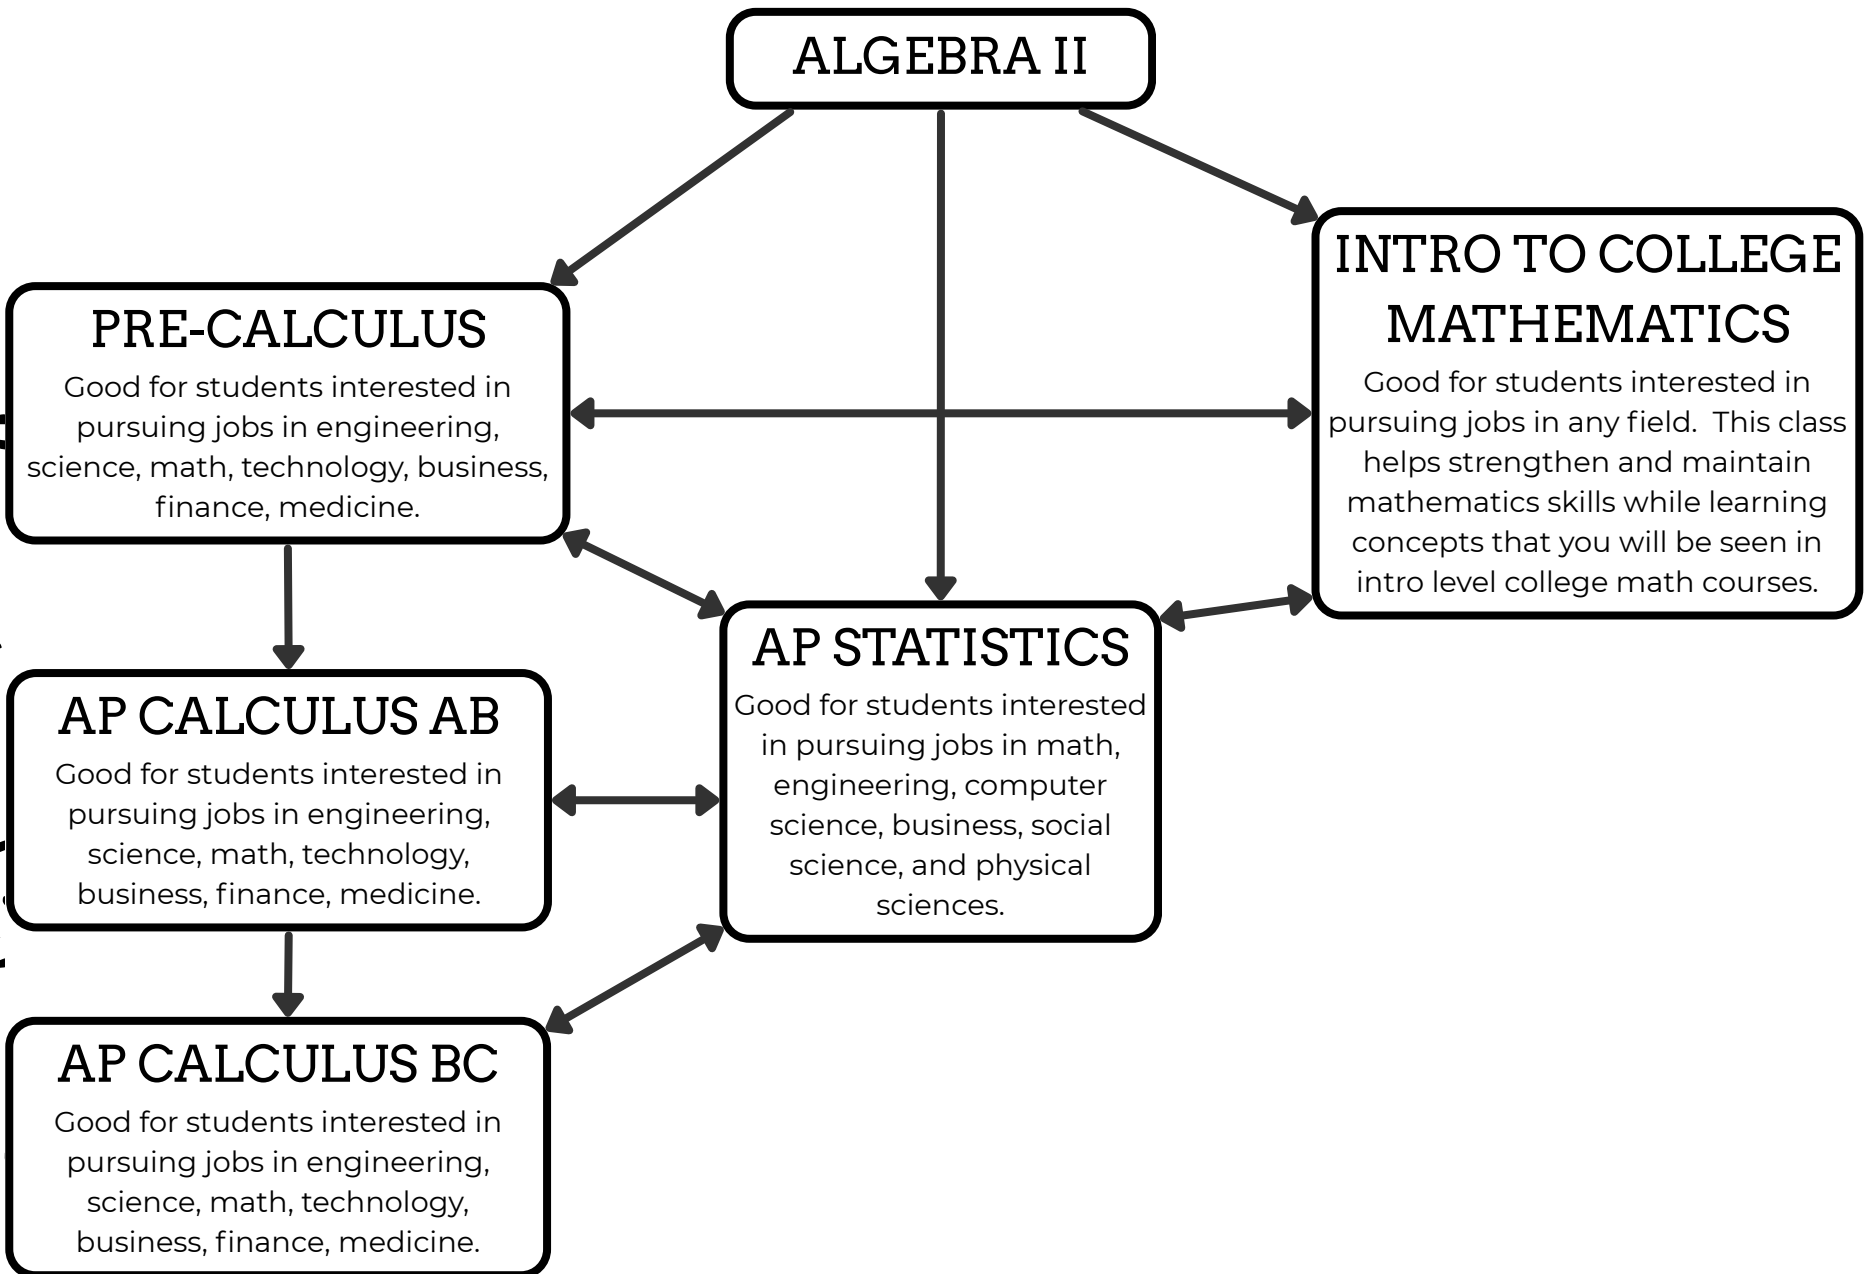 ALGEBRA II
INTRO TO COLLEGE
MATHEMATICS
Good for students interested in
pursuing jobs in any field.  This class
helps strengthen and maintain
mathematics skills while learning
concepts that you will be seen in
intro level college math courses.
PRE-CALCULUS
Good for students interested in
pursuing jobs in engineering,
science, math, technology, business,
finance, medicine.
AP STATISTICS
Good for students interested
in pursuing jobs in math,
engineering, computer
science, business, social
science, and physical
sciences.
AP CALCULUS AB
Good for students interested in
pursuing jobs in engineering,
science, math, technology,
business, finance, medicine.
AP CALCULUS BC
Good for students interested in
pursuing jobs in engineering,
science, math, technology,
business, finance, medicine.